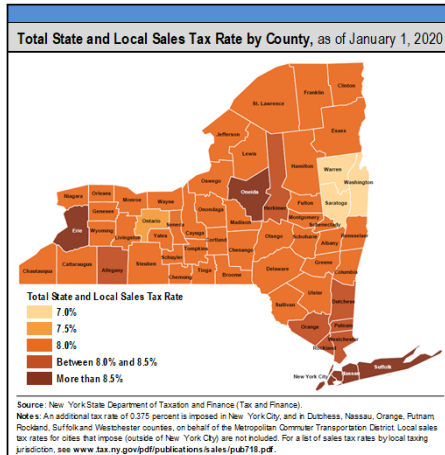 Total State and Local Sales Tax Rate by County, as of January 1, 2020
Clinton
Franklin
St. Lawrence
Essex
Jefferson
Lewis
Hamilton
Warren
Washington
Oswego
Oneida
Herkimer
Saratoga
Niagara
Orleans
Monroe
Wayne
Fulton
Genesee
Ontario
Seneca
Onondaga
Montgomery
Schenectady
Madison
Erie
Wyoming
Livingston
Yates
Cayuga
Otsego
Schoharie
Albany
Rensselaer
Cortland
Chenango
Tompkins
Schuyler
Greene
Columbia
Chautauqua
Cattaraugus
Allegany
Steuben
Chemung
Tioga
Broome
Delaware
Ulster
Dutchess
Sullivan
Orange
Putnam
Westchester
Rockland
Suffolk
Nassau
New York City
Total State and Local Sales Tax Rate
7.0%
7.5%
8.0%
Between 8.0% and 8.5%
More than 8.5%
Source: New York State Department of Taxation and Finance (Tax and Finance).
Notes: An additional tax rate of 0.375 percent is imposed in New York City, and in Dutchess, Nassau, Orange, Putnam,
Rockland, Suffolk and Westchester counties, on behalf of the Metropolitan Commuter Transportation District. Local sales
tax rates for cities that impose (outside of New York City) are not included. For a list of sales tax rates by local taxing
jurisdiction, see www.tax.ny.gov/pdf/publications/sales/pub718.pdf.